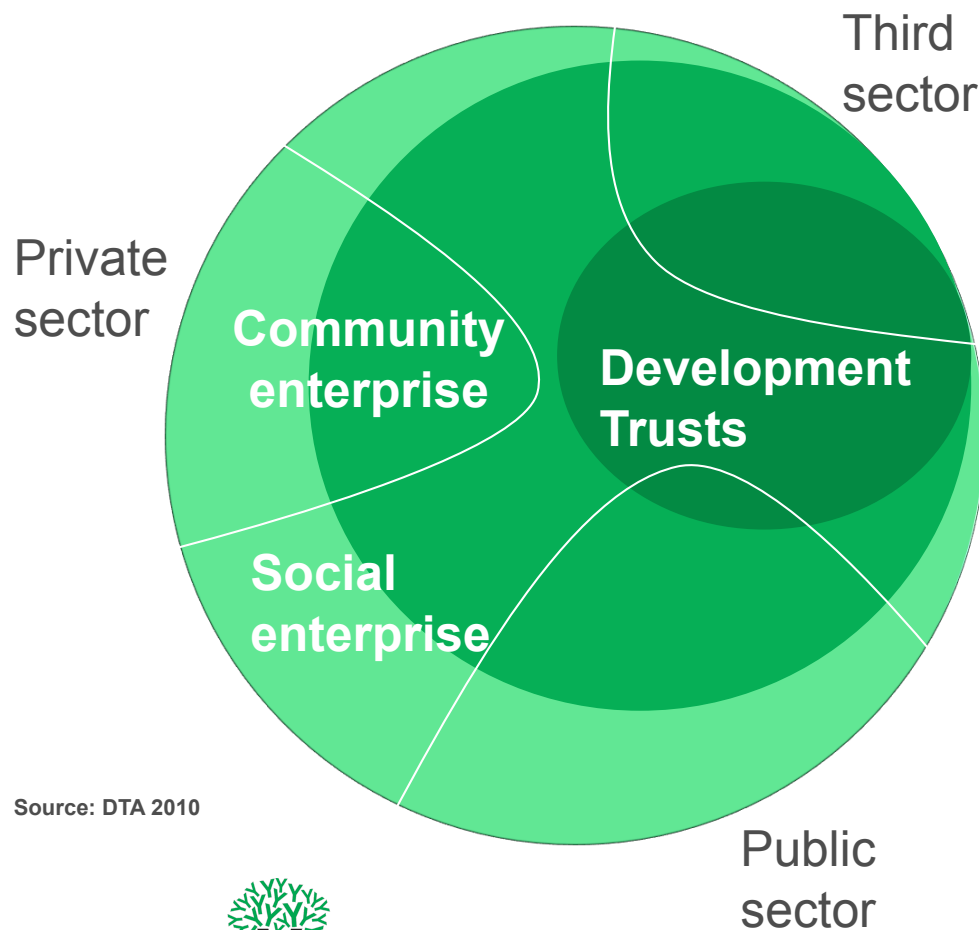 Third
sector
Private
sector
Community
enterprise
Development
Trusts
Social
enterprise
Source: DTA 2010
Public
sector